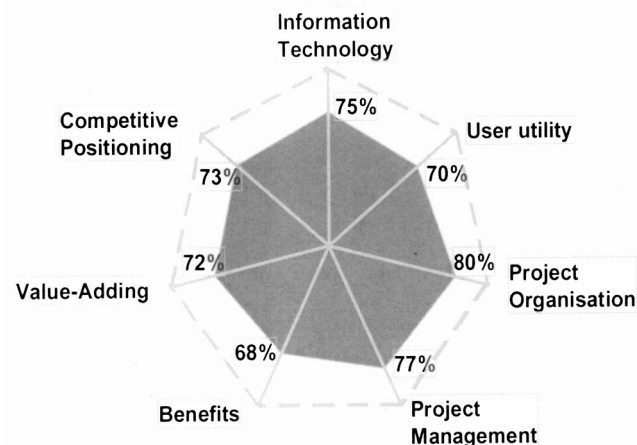 Information
Technology
75%
User utility
70%
Competitive
Positioning
73%
80%
Project
Organisation
72%
Value-Adding
68%
77%
Benefits
Project
Management